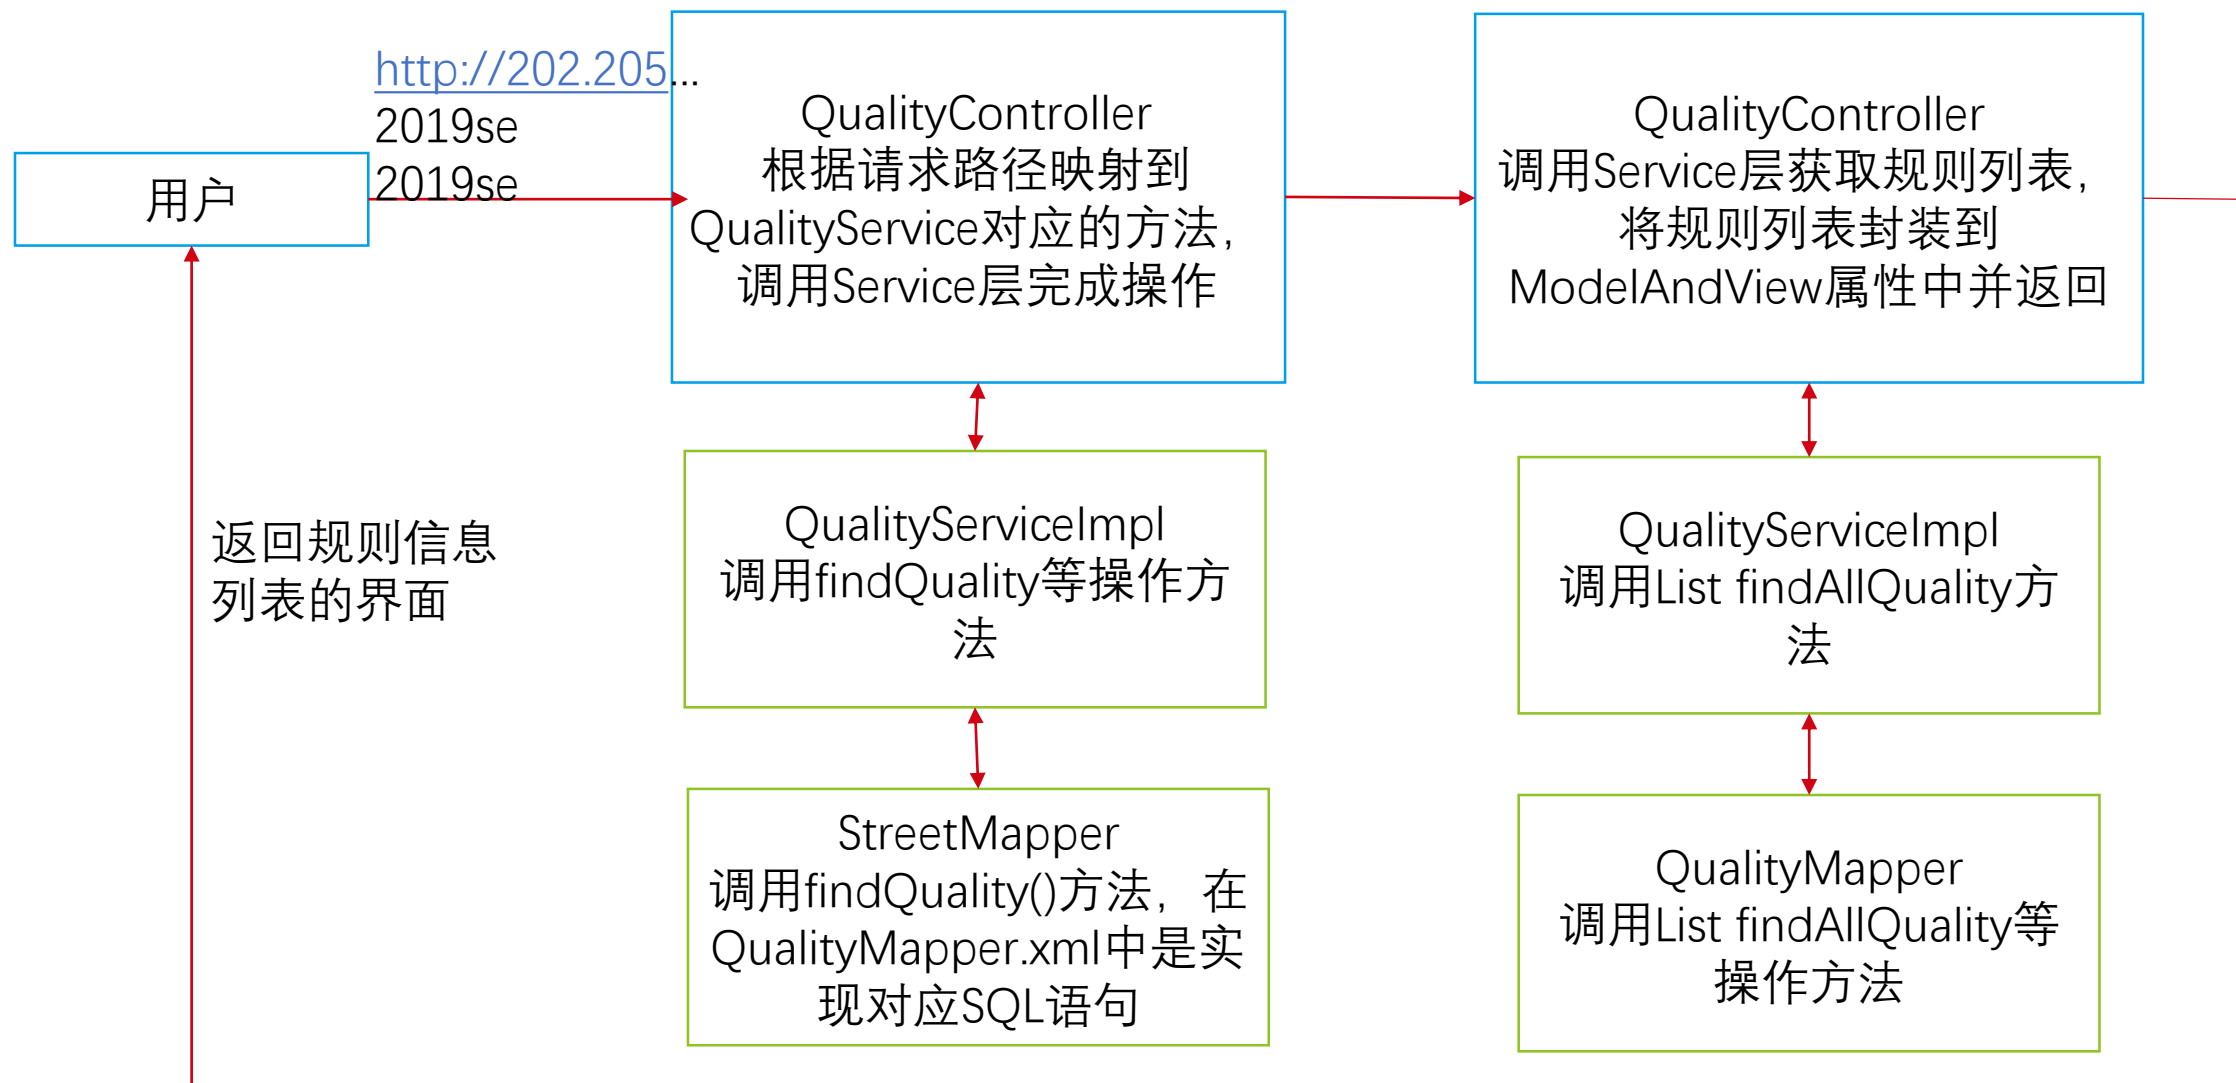 http://202.205...
2019se
2019se
用户
返回规则信息
列表的界面
QualityController
根据请求路径映射到
QualityService对应的方法，
调用Service层完成操作
QualityServiceImpl
调用findQuality等操作方
法
StreetMapper
调用findQuality()方法，在
QualityMapper.xml中是实
现对应SQL语句
QualityController
调用Service层获取规则列表，
将规则列表封装到
ModelAndView属性中并返回
QualityServiceImpl
调用List findAllQuality方
法
QualityMapper
调用List findAllQuality等
操作方法